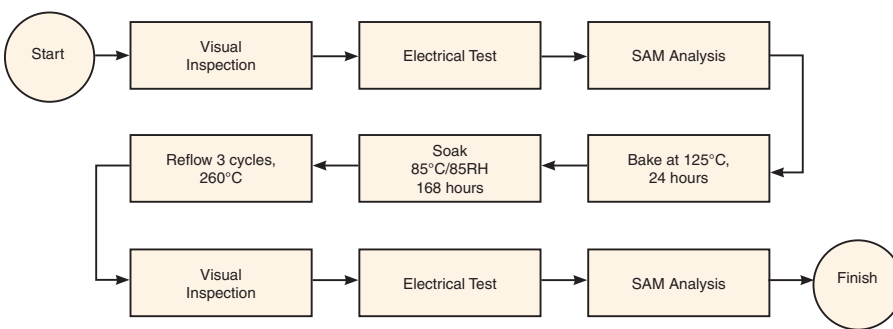 Start
Visual
Inspection
Electrical Test
SAM Analysis
Reflow 3 cycles,
260°C
Soak
85°C/85RH
168 hours
Bake at 125°C,
24 hours
Visual
Inspection
Electrical Test
SAM Analysis
Finish